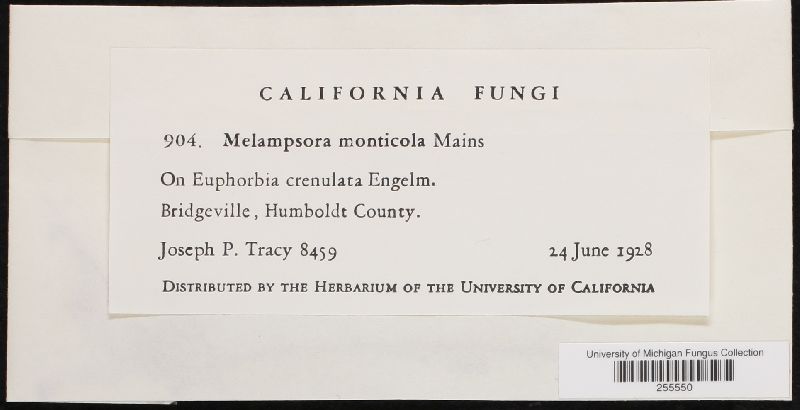 CALIFORNIA FUNGI
904. Melampsora monticola Mains
On Euphorbia crenulata Engelm.
Bridgeville, Humboldt County.
Joseph P. Tracy 8459 24 June 1928
DISTRIBUTED BY THE HERBARIUM OF THE UNIVERSITY OF CALIFORNIA
University of Michigan Fungus Collection
255550